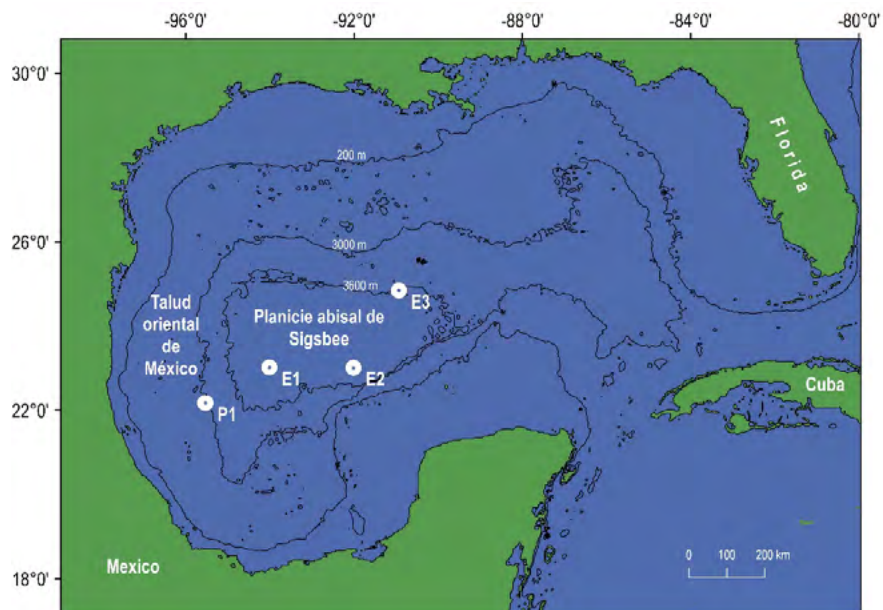 -96°0' -92°0' -88°0' -84°0' -80°0'
30°0'
Florida
200 m
26°0'
3000 m
3600 m
E3
Talud
oriental
de
México
Planicie abisal de
Sigsbee
E1
E2
Cuba
22°0'
P1
0 100 200 km
Mexico
18°0'